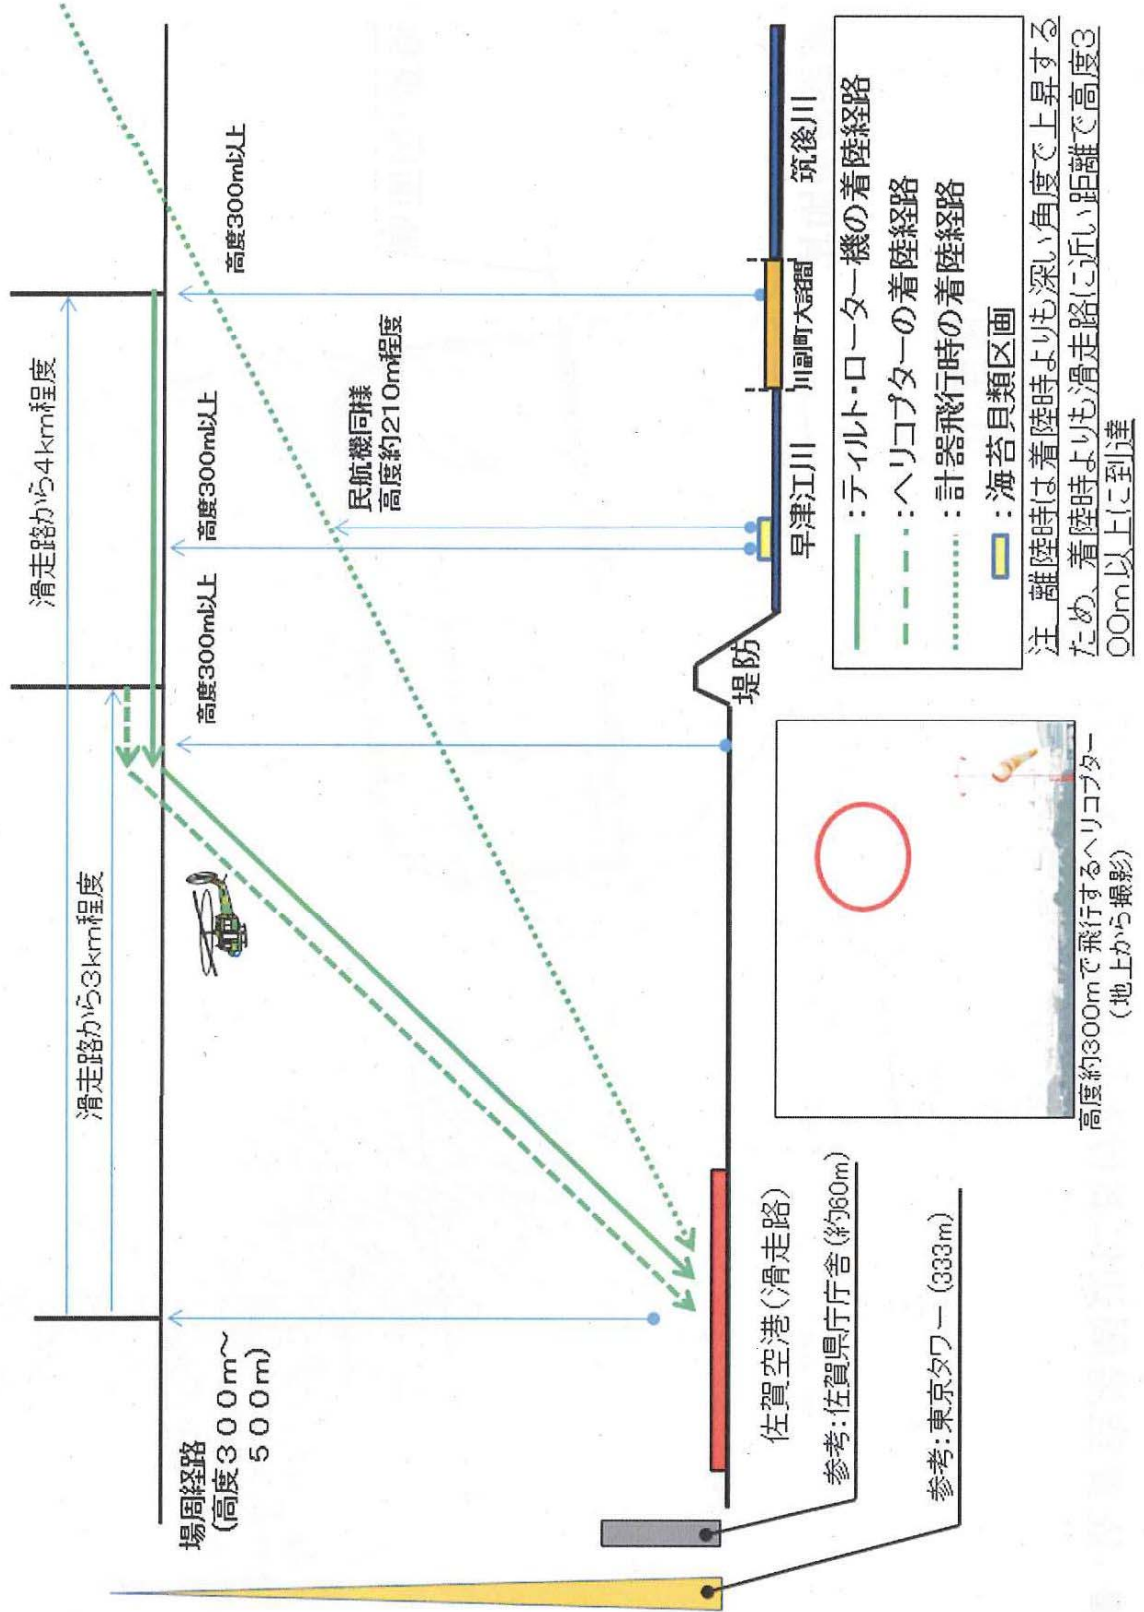 滑走路から4km程度
滑走路から3km程度
場周経路
(高度300m～
500m)
高度300m以上
高度300m以上
民航機同様
高度約210m程度
高度300m以上
堤防
早津江川
川副町大詫間
筑後川
佐賀空港(滑走路)
参考:佐賀県庁庁舎(約60m)
参考:東京タワー(333m)
高度約300mで飛行するヘリコプター
(地上から撮影)
:ティルト・ローター機の着陸経路
:ヘリコプターの着陸経路
:計器飛行時の着陸経路
:海苔貝類区画
注 離陸時は着陸時よりも深い角度で上昇する
ため、着陸時よりも滑走路に近い距離で高度3
00m以上に到達